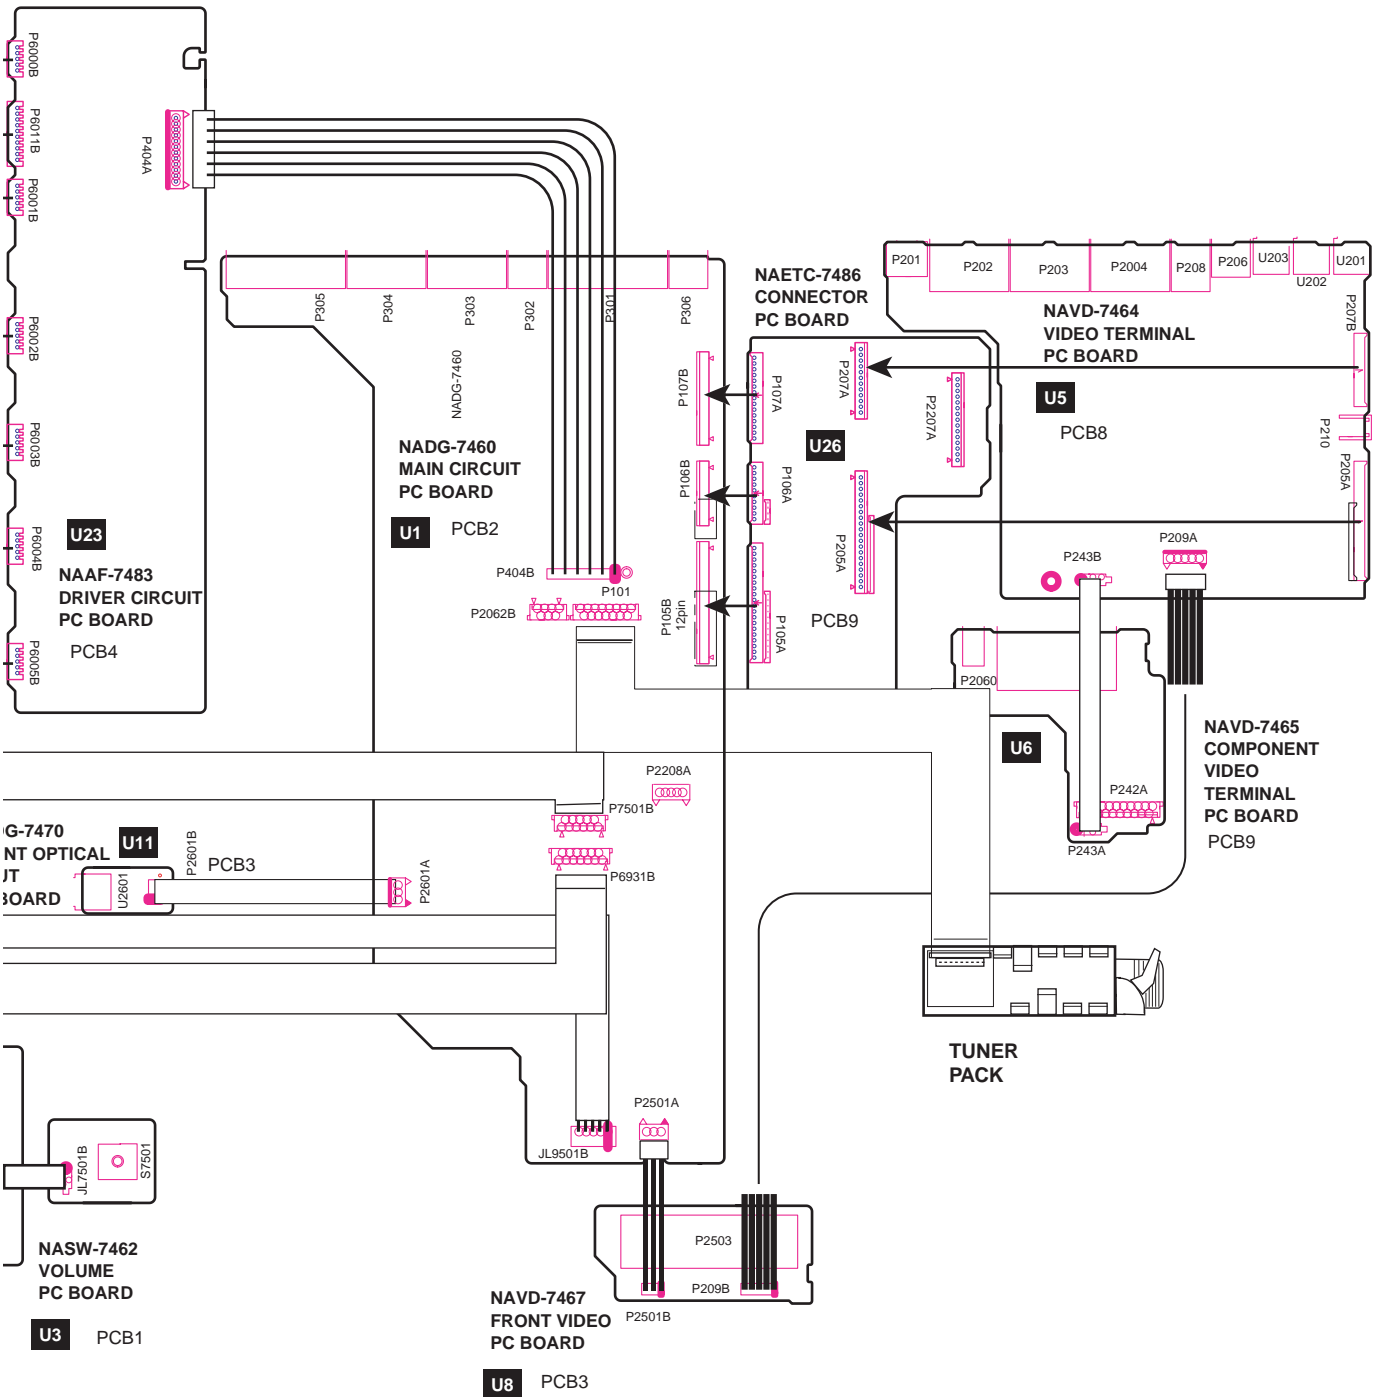 P6000B
P6011B
P6001B
P6002B
P6003B
P6004B
P6005B
P404A
U23
NAAF-7483
DRIVER CIRCUIT
PC BOARD
PCB4
P305
P304
P303
P302
P301
P306
NADG-7460
NADG-7460
MAIN CIRCUIT
PC BOARD
U1
PCB2
P404B
P101
P2062B
P107B
P106B
P105B
12pin
NAETC-7486
CONNECTOR
PC BOARD
P107A
P106A
P105A
P207A
P2207A
P205A
U26
PCB9
P201
P202
P203
P2004
P208
P206
U203
U202
U201
NAVD-7464
VIDEO TERMINAL
PC BOARD
U5
PCB8
P207B
P210
P205A
P243B
P209A
P2060
U6
P242A
P243A
NAVD-7465
COMPONENT
VIDEO
TERMINAL
PC BOARD
PCB9
P2208A
P7501B
P6931B
G-7470
NT OPTICAL
UT
BOARD
U11
P2601B
PCB3
U2601
P2601A
TUNER
PACK
JL9501B
P2501A
JL7501B
S7501
NASW-7462
VOLUME
PC BOARD
U3
PCB1
P2503
P209B
P2501B
NAVD-7467
FRONT VIDEO
PC BOARD
U8
PCB3